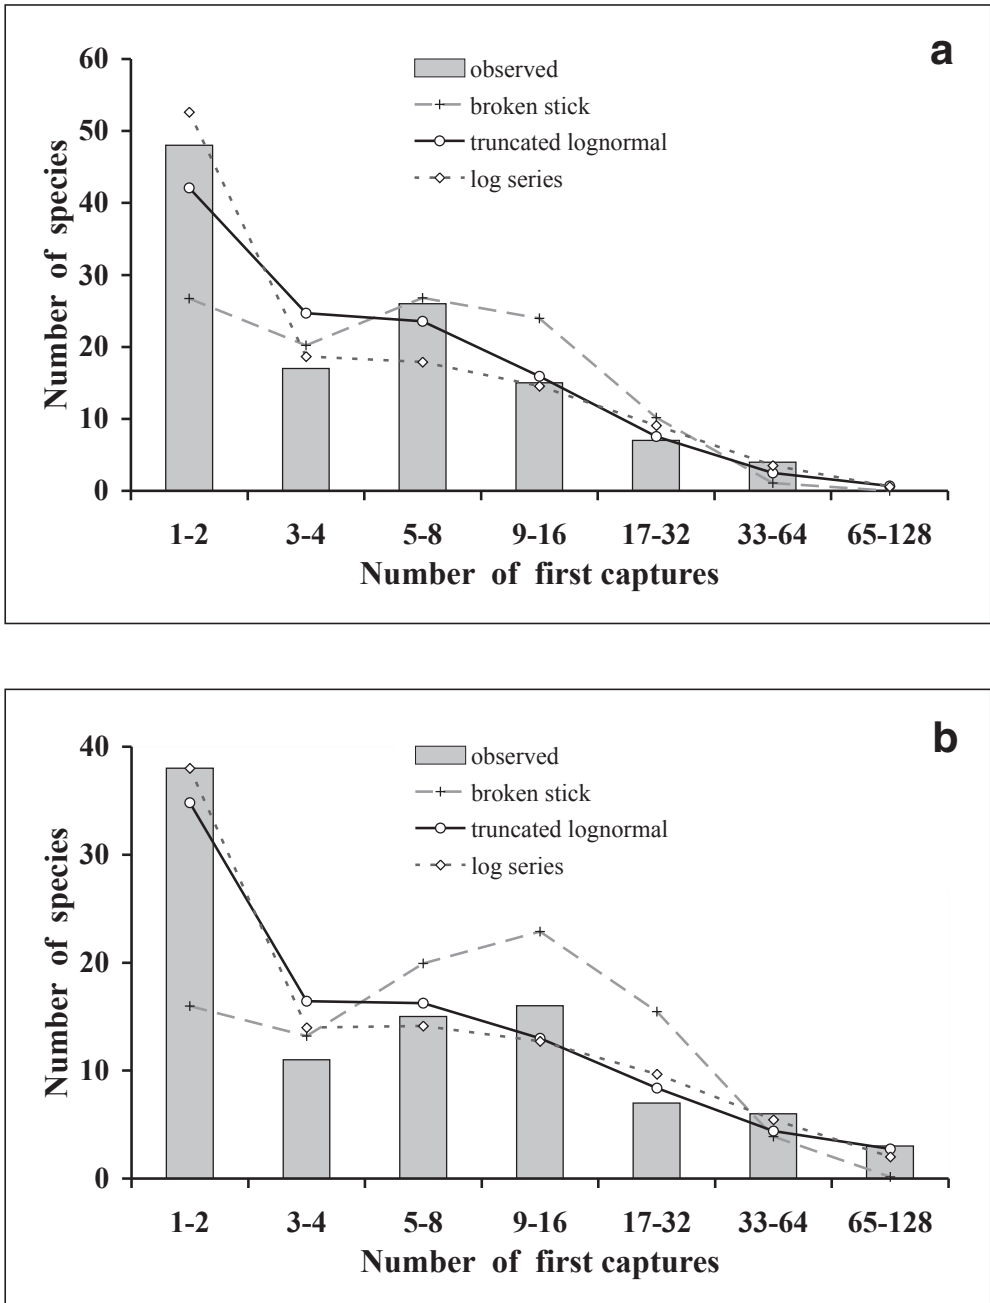 a
60
50
40
30
20
10
0
Number of species
observed
broken stick
truncated lognormal
log series
1-2 3-4 5-8 9-16 17-32 33-64 65-128
Number of first captures
b
40
30
20
10
0
Number of species
observed
broken stick
truncated lognormal
log series
1-2 3-4 5-8 9-16 17-32 33-64 65-128
Number of first captures